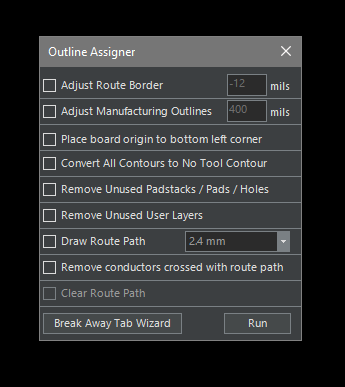 Outline Assigner
Adjust Route Border -12 mils
Adjust Manufacturing Outlines 400 mils
Place board origin to bottom left corner
Convert All Contours to No Tool Contour
Remove Unused Padstacks / Pads / Holes
Remove Unused User Layers
Draw Route Path 2.4 mm
Remove conductors crossed with route path
Clear Route Path
Break Away Tab Wizard Run